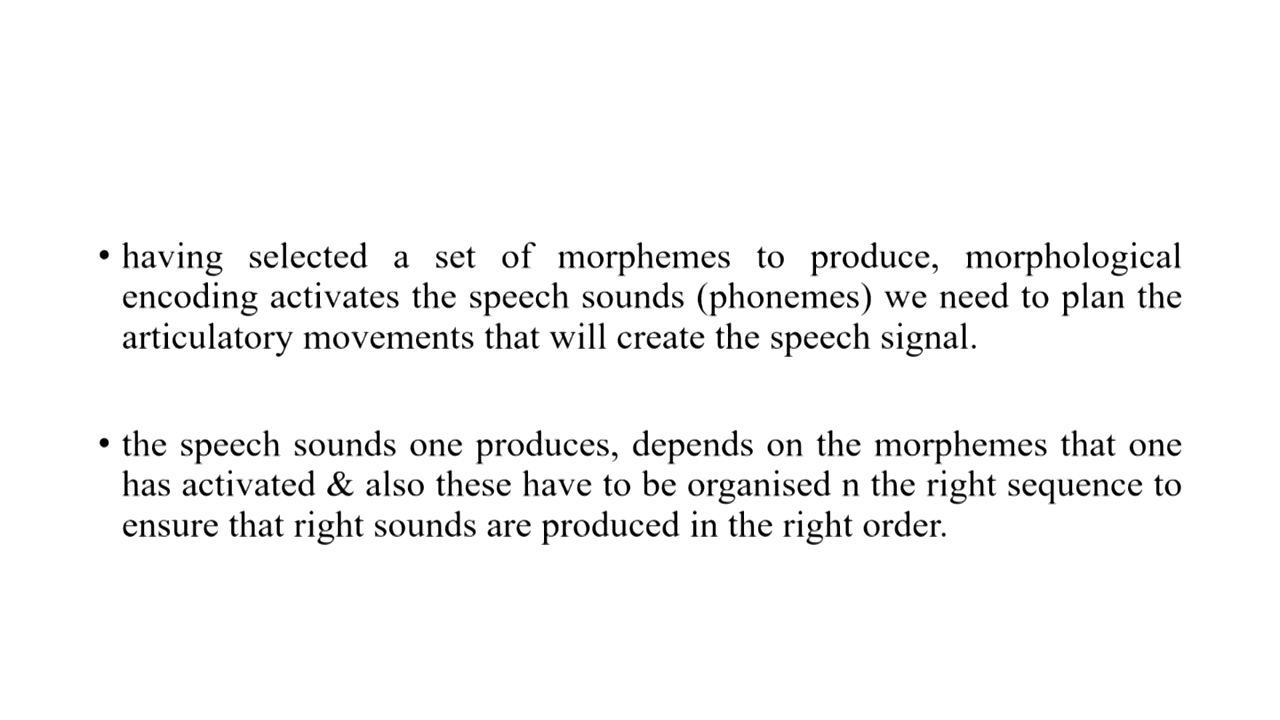 • having selected a set of morphemes to produce, morphological
encoding activates the speech sounds (phonemes) we need to plan the
articulatory movements that will create the speech signal.
• the speech sounds one produces, depends on the morphemes that one
has activated & also these have to be organised n the right sequence to
ensure that right sounds are produced in the right order.